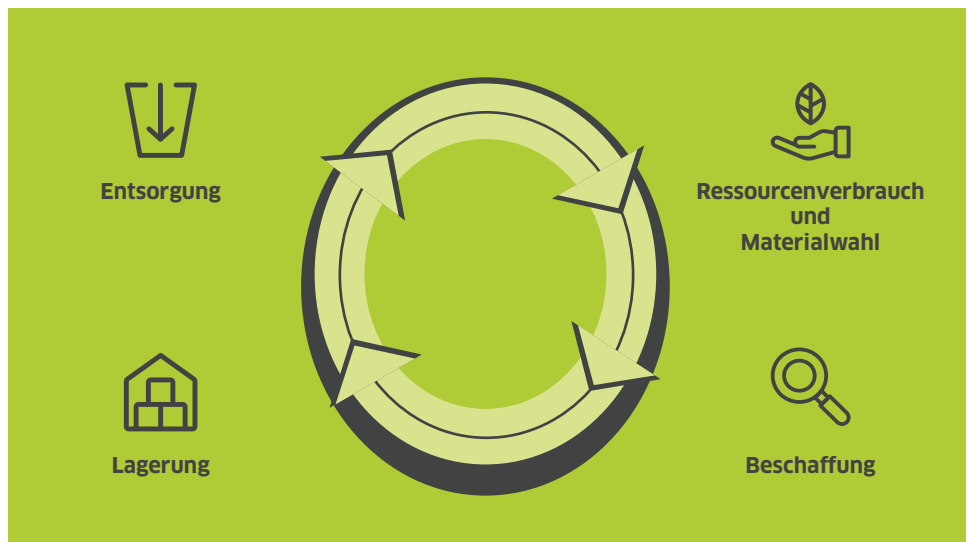 Entsorgung
Ressourcenverbrauch
und
Materialwahl
Lagerung
Beschaffung